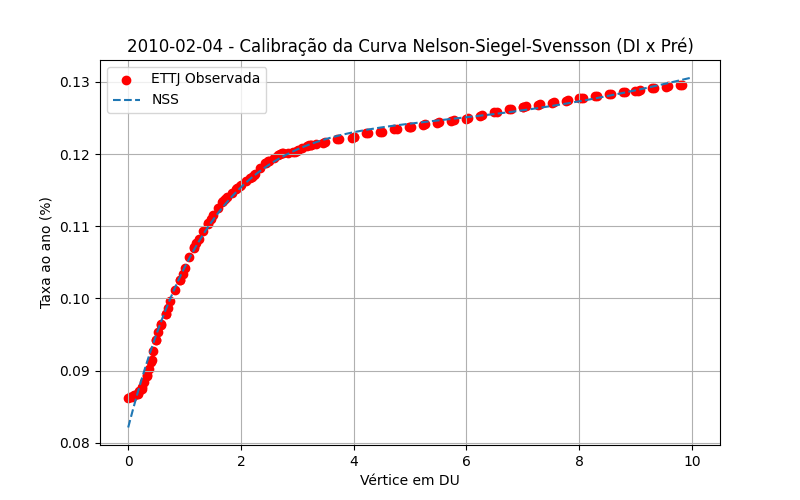 2010-02-04 - Calibração da Curva Nelson-Siegel-Svensson (DI x Pré)
ETTJ Observada
NSS
Taxa ao ano (%)
0.13
0.12
0.11
0.10
0.09
0.08
0 2 4 6 8 10
Vértice em DU